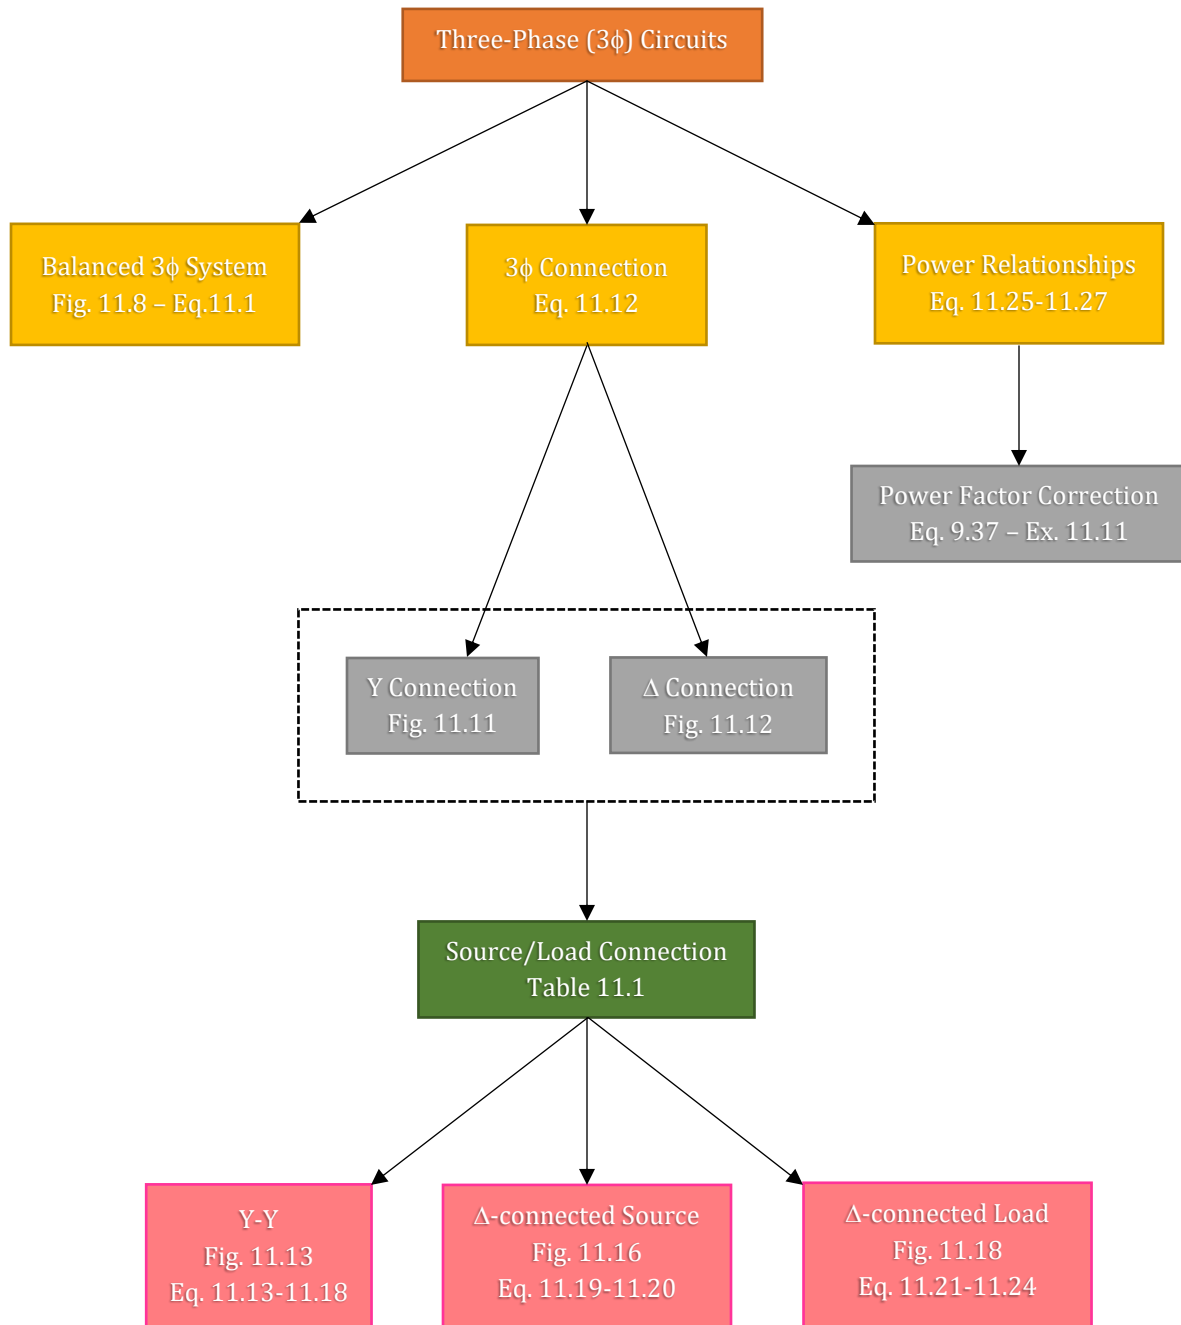 Three-Phase (3ϕ) Circuits
Balanced 3ϕ System
Fig. 11.8 – Eq.11.1
3ϕ Connection
Eq. 11.12
Power Relationships
Eq. 11.25-11.27
Power Factor Correction
Eq. 9.37 – Ex. 11.11
Y Connection
Fig. 11.11
Δ Connection
Fig. 11.12
Source/Load Connection
Table 11.1
Y-Y
Fig. 11.13
Eq. 11.13-11.18
Δ-connected Source
Fig. 11.16
Eq. 11.19-11.20
Δ-connected Load
Fig. 11.18
Eq. 11.21-11.24